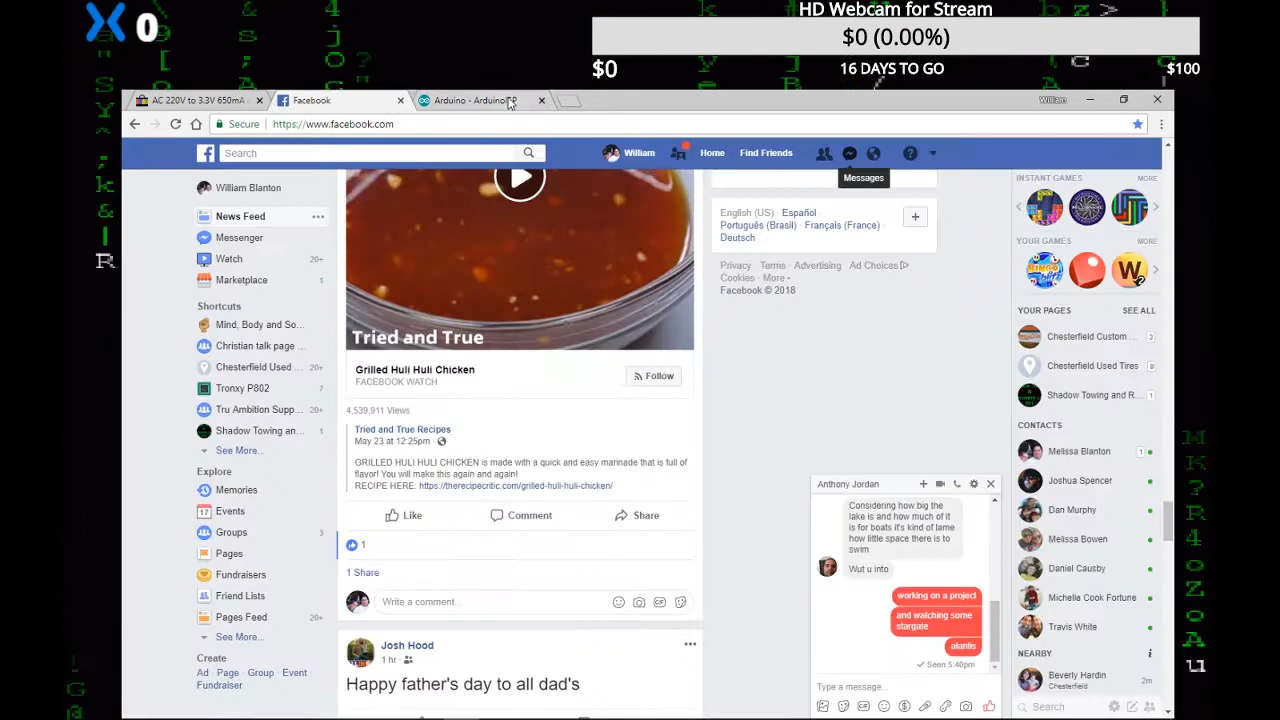 0
HD Webcam for Stream
$0 (0.00%)
$0
16 DAYS TO GO
$100
AC 220V to 3.3V 650mA
Facebook
Arduino - Arduino
William
Secure
https://www.facebook.com
Search
William
Home
Find Friends
Messages
William Blanton
News Feed
Messenger
Watch 20+
Marketplace 1
Shortcuts
Mind, Body and So...
Christian talk page ...
Chesterfield Used ... 20+
Tronxy P802 7
Tru Ambition Supp... 20+
Shadow Towing an... 1
See More...
Explore
Memories
Events
Groups 3
Pages
Fundraisers
Friend Lists
Pages Feed 20+
See More...
Create
Ad Page Group Event
Fundraiser
Tried and True
Grilled Huli Huli Chicken
FACEBOOK WATCH
Follow
4,539,911 Views
Tried and True Recipes
May 23 at 12:25pm ·
GRILLED HULI HULI CHICKEN is made with a quick and easy marinade that is full of
flavor! You will make this again and again!
RECIPE HERE: https://therecipecritic.com/grilled-huli-huli-chicken/
Like
Comment
Share
1
1 Share
Write a comment...
Josh Hood
1 hr ·
Happy father's day to all dad's
English (US) · Español ·
Português (Brasil) · Français (France) ·
Deutsch
Privacy · Terms · Advertising · Ad Choices
Cookies · More
Facebook © 2018
Anthony Jordan
Considering how big the
lake is and how much of it
is for boats it's kind of lame
how little space there is to
swim
Wut u into
working on a project
and watching some
stargate
alantis
Seen 5:40pm
Type a message...
INSTANT GAMES MORE
YOUR GAMES MORE
BINGO
W
YOUR PAGES SEE ALL
Chesterfield Custom ... 3
Chesterfield Used Tires 9
Shadow Towing and R... 1
CONTACTS
Melissa Blanton 1
Joshua Spencer
Dan Murphy
Melissa Bowen
Daniel Causby
Michelle Cook Fortune
Travis White
NEARBY
Beverly Hardin 2m
Chesterfield
Search